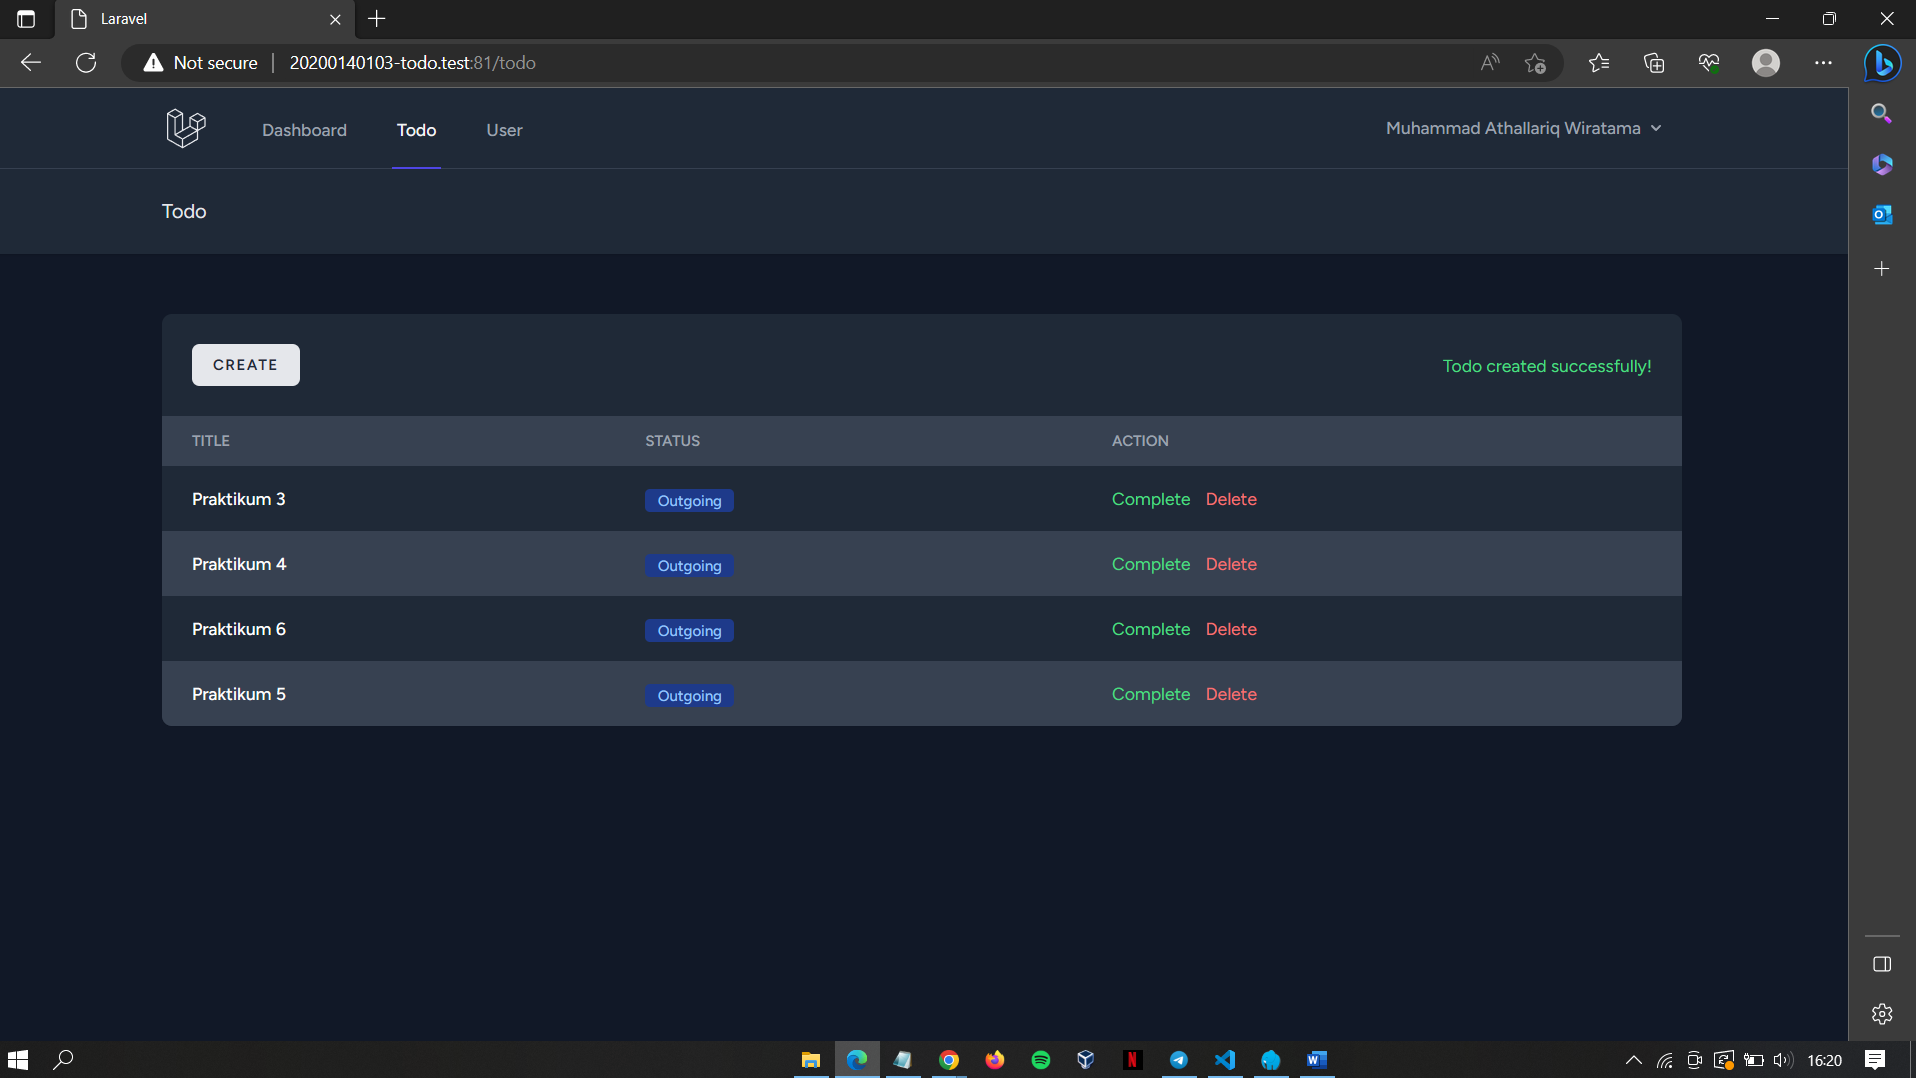 Laravel
Not secure 20200140103-todo.test:81/todo
Dashboard Todo User Muhammad Athallariq Wiratama
Todo
CREATE Todo created successfully!
TITLE STATUS ACTION
Praktikum 3 Outgoing Complete Delete
Praktikum 4 Outgoing Complete Delete
Praktikum 6 Outgoing Complete Delete
Praktikum 5 Outgoing Complete Delete
16:20